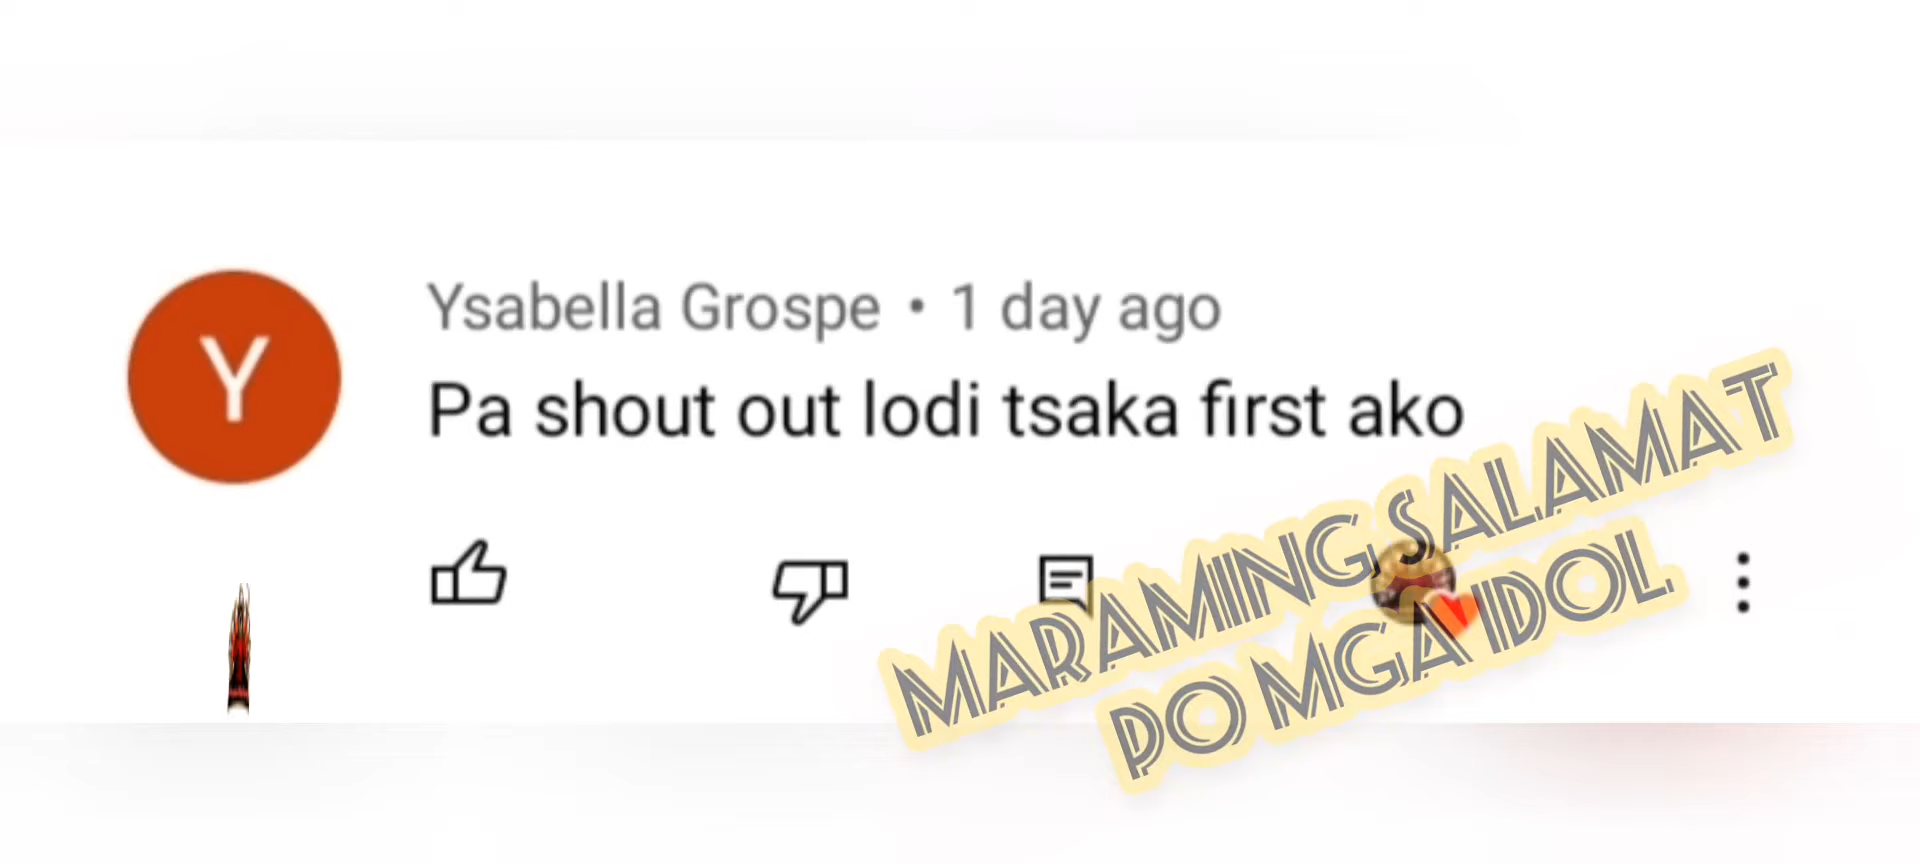 Y
Ysabella Grospe • 1 day ago
Pa shout out lodi tsaka first ako
MARAMING SALAMAT
PO MGA IDOL